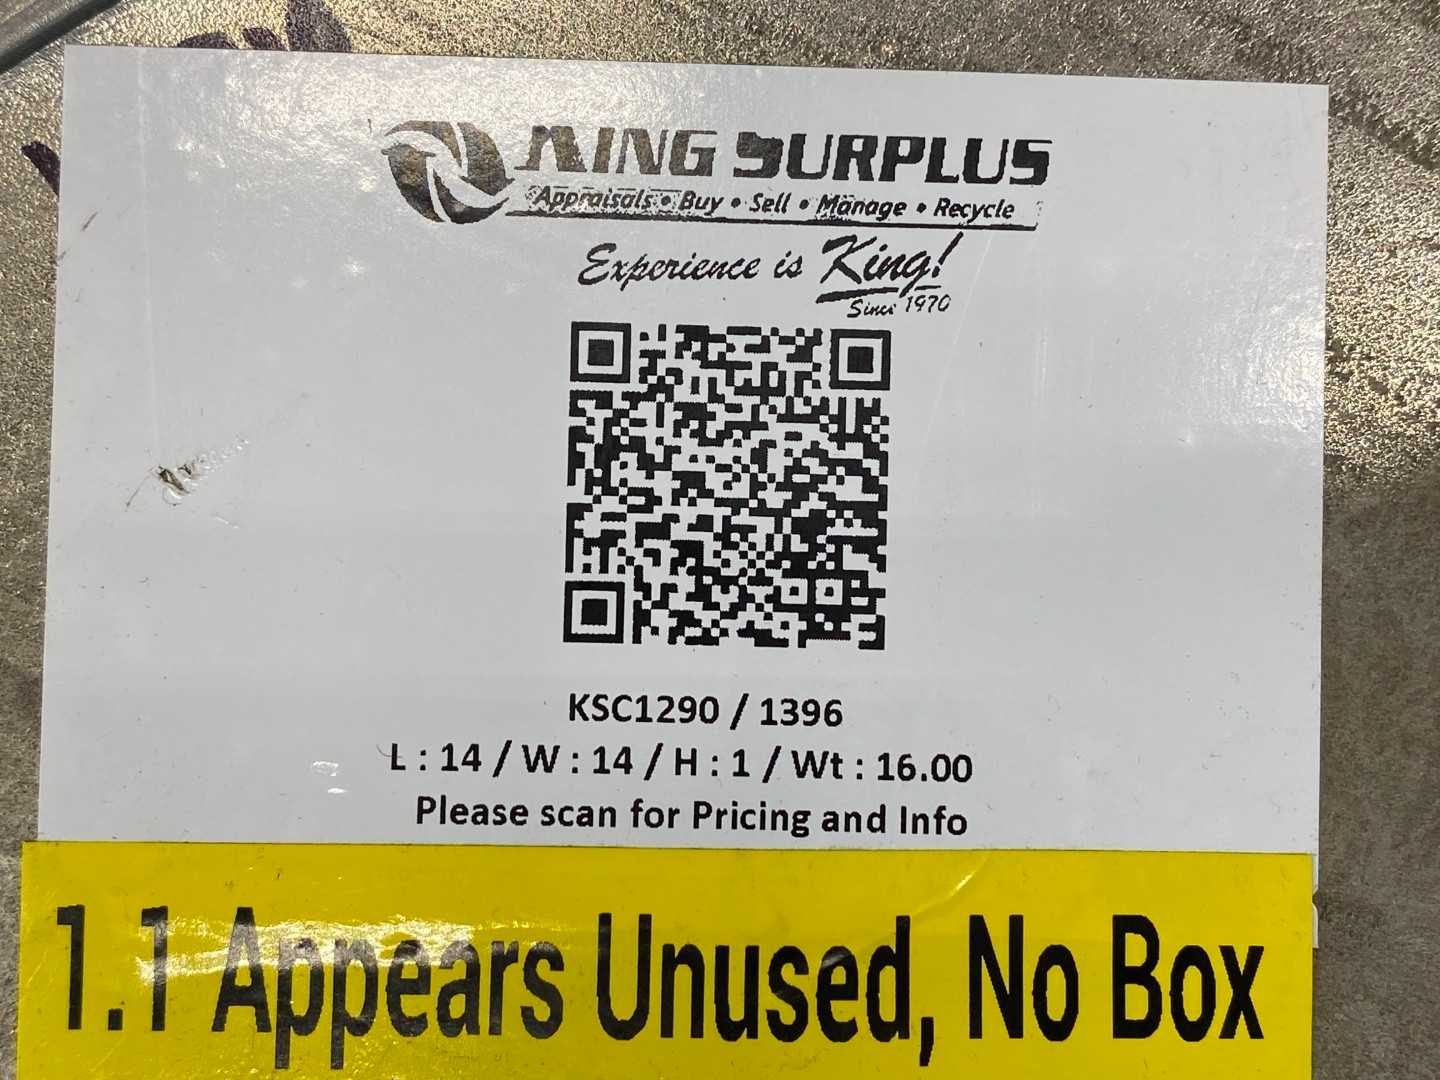 KING SURPLUS
Appraisals • Buy • Sell • Manage • Recycle
Experience is King!
Since 1970
KSC1290 / 1396
L : 14 / W : 14 / H : 1 / Wt : 16.00
Please scan for Pricing and Info
1.1 Appears Unused, No Box